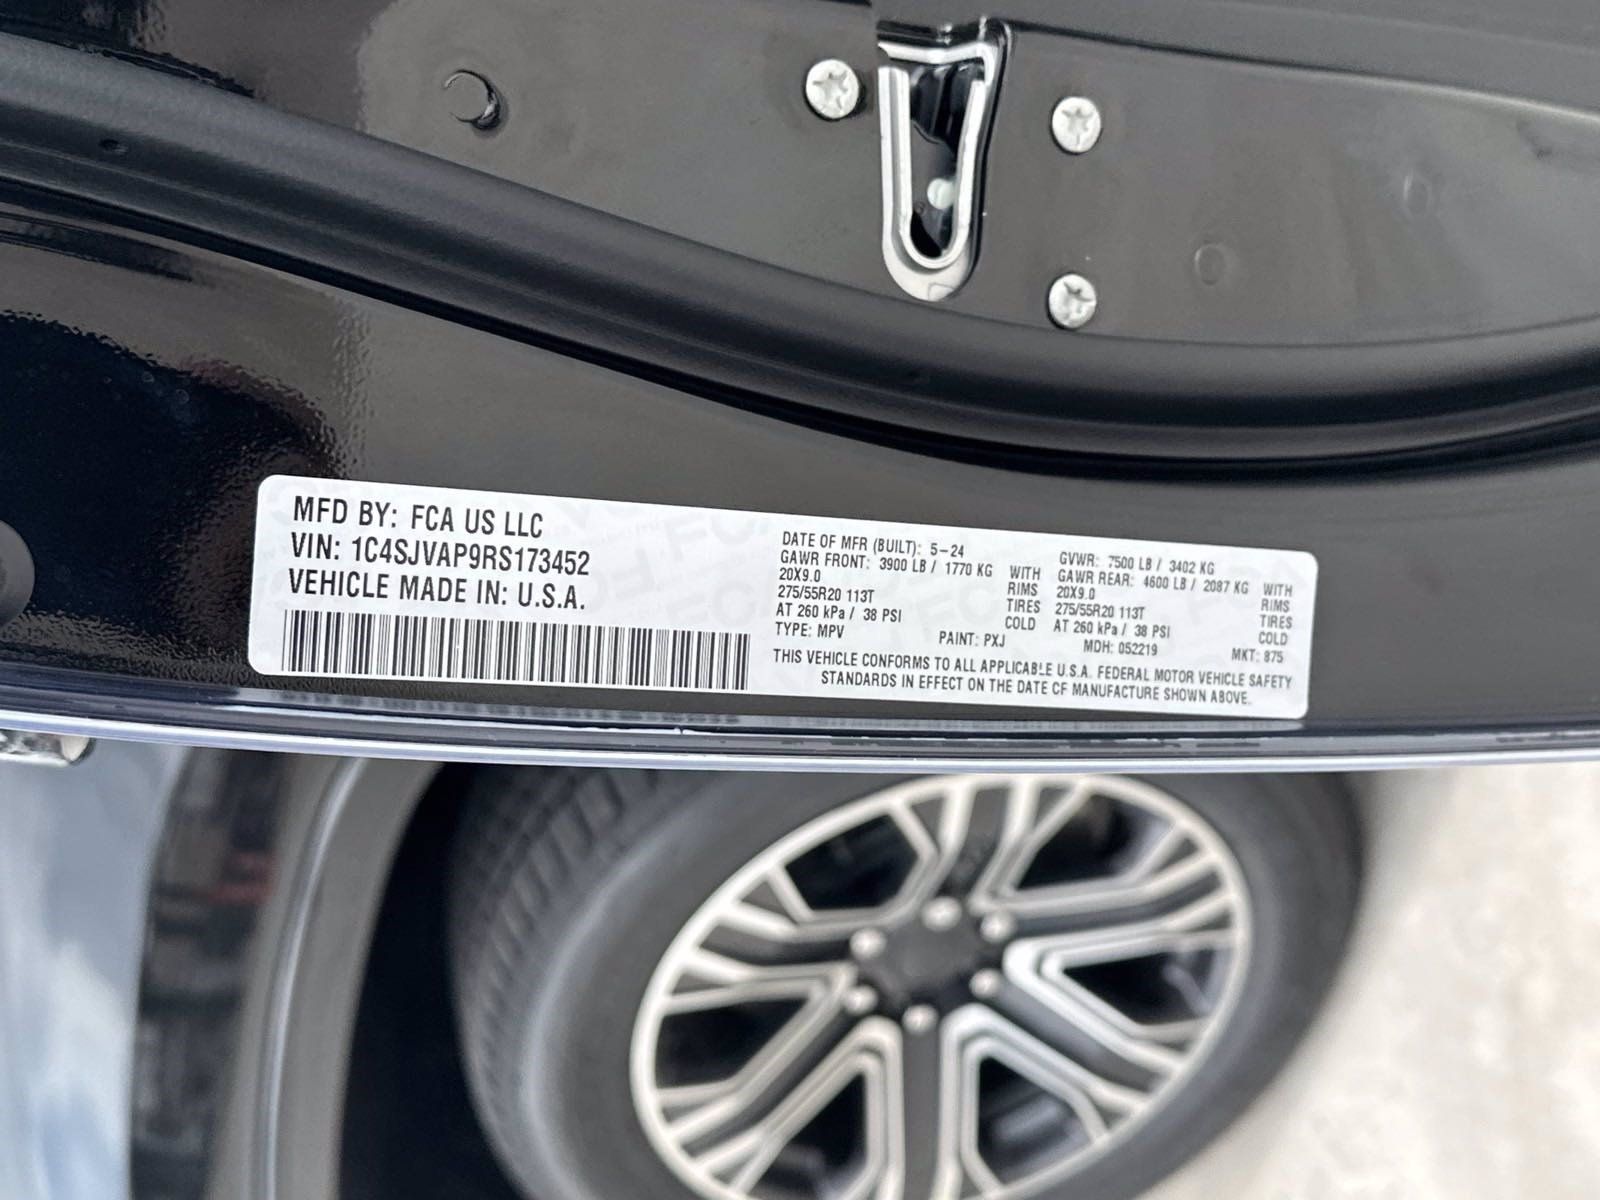 MFD BY: FCA US LLC
VIN: 1C4SJVAP9RS173452
VEHICLE MADE IN: U.S.A.
DATE OF MFR (BUILT): 5-24
GAWR FRONT: 3900 LB / 1770 KG WITH
20X9.0 RIMS
275/55R20 113T TIRES
AT 260 kPa / 38 PSI COLD
GVWR: 7500 LB / 3402 KG
GAWR REAR: 4600 LB / 2087 KG WITH
20X9.0 RIMS
275/55R20 113T TIRES
AT 260 kPa / 38 PSI COLD
TYPE: MPV PAINT: PXJ MDH: 052219 MKT: 875
THIS VEHICLE CONFORMS TO ALL APPLICABLE U.S.A. FEDERAL MOTOR VEHICLE SAFETY
STANDARDS IN EFFECT ON THE DATE OF MANUFACTURE SHOWN ABOVE.